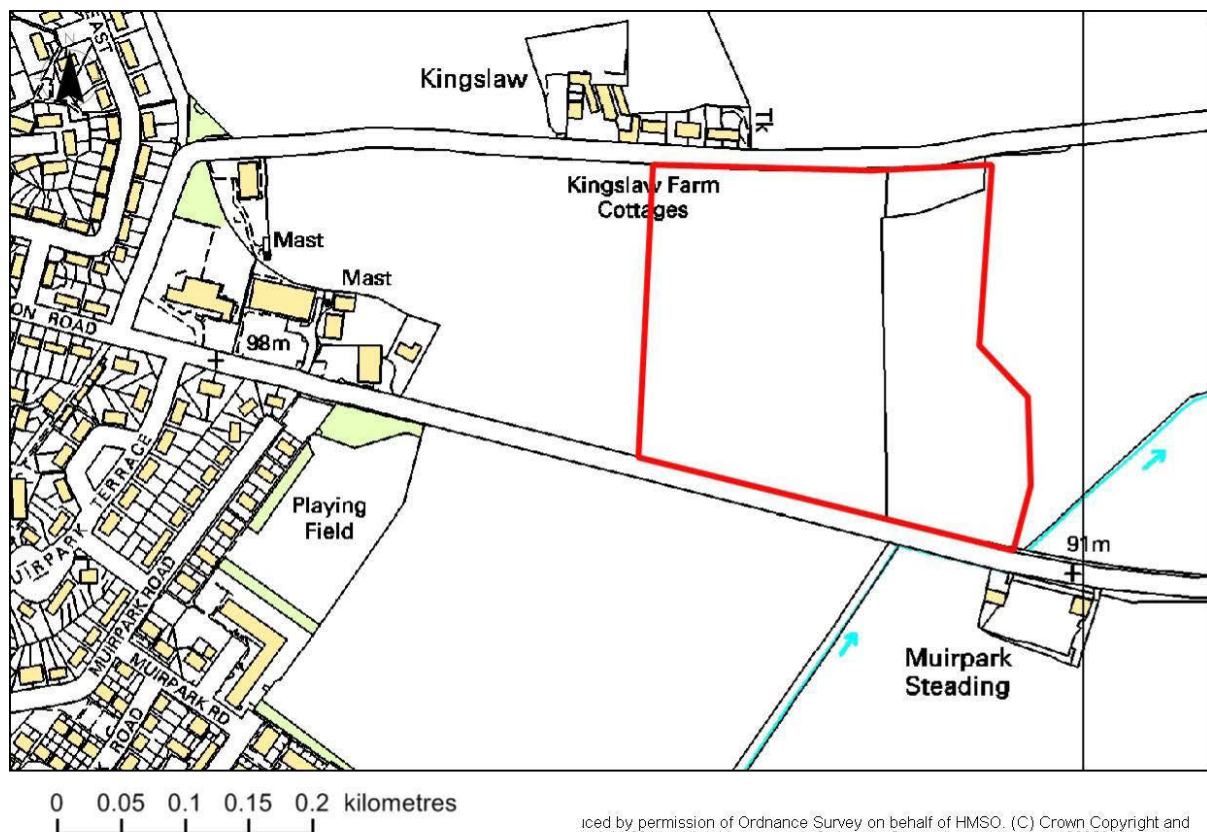 EAST
N
Kingslaw
Tk
Kingslaw Farm
Cottages
Mast
Mast
ON ROAD
98m
TERRACE
Playing
Field
UIRPARK
MUIRPARK ROAD
MUIRPARK RD
ROAD
91m
Muirpark
Steading
0 0.05 0.1 0.15 0.2 kilometres
uced by permission of Ordnance Survey on behalf of HMSO. (C) Crown Copyright and